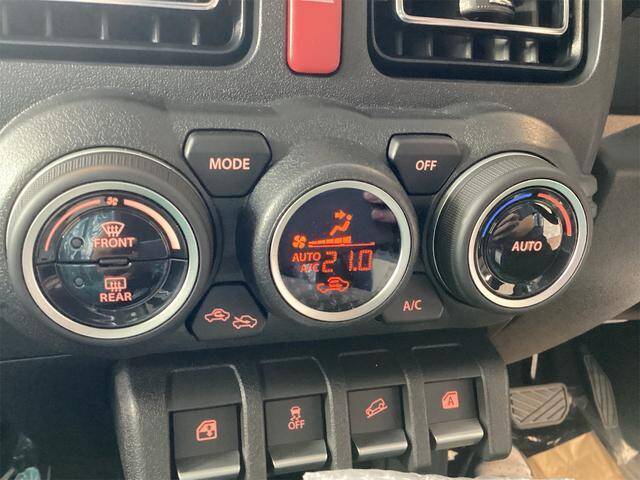 MODE
OFF
FRONT
REAR
AUTO
A/C
21.0
AUTO
A/C
OFF
A